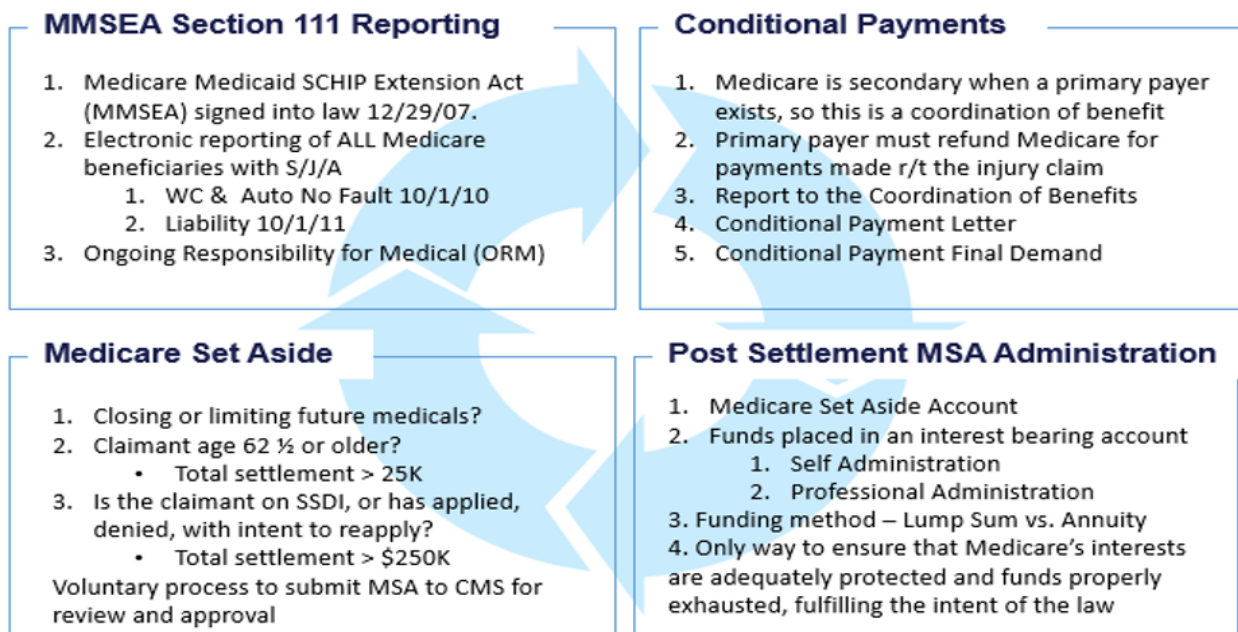 MMSEA Section 111 Reporting
1. Medicare Medicaid SCHIP Extension Act
(MMSEA) signed into law 12/29/07.
2. Electronic reporting of ALL Medicare
beneficiaries with S/J/A
1. WC & Auto No Fault 10/1/10
2. Liability 10/1/11
3. Ongoing Responsibility for Medical (ORM)
Conditional Payments
1. Medicare is secondary when a primary payer
exists, so this is a coordination of benefit
2. Primary payer must refund Medicare for
payments made r/t the injury claim
3. Report to the Coordination of Benefits
4. Conditional Payment Letter
5. Conditional Payment Final Demand
Medicare Set Aside
1. Closing or limiting future medicals?
2. Claimant age 62 ½ or older?
• Total settlement > 25K
3. Is the claimant on SSDI, or has applied,
denied, with intent to reapply?
• Total settlement > $250K
Voluntary process to submit MSA to CMS for
review and approval
Post Settlement MSA Administration
1. Medicare Set Aside Account
2. Funds placed in an interest bearing account
1. Self Administration
2. Professional Administration
3. Funding method – Lump Sum vs. Annuity
4. Only way to ensure that Medicare’s interests
are adequately protected and funds properly
exhausted, fulfilling the intent of the law